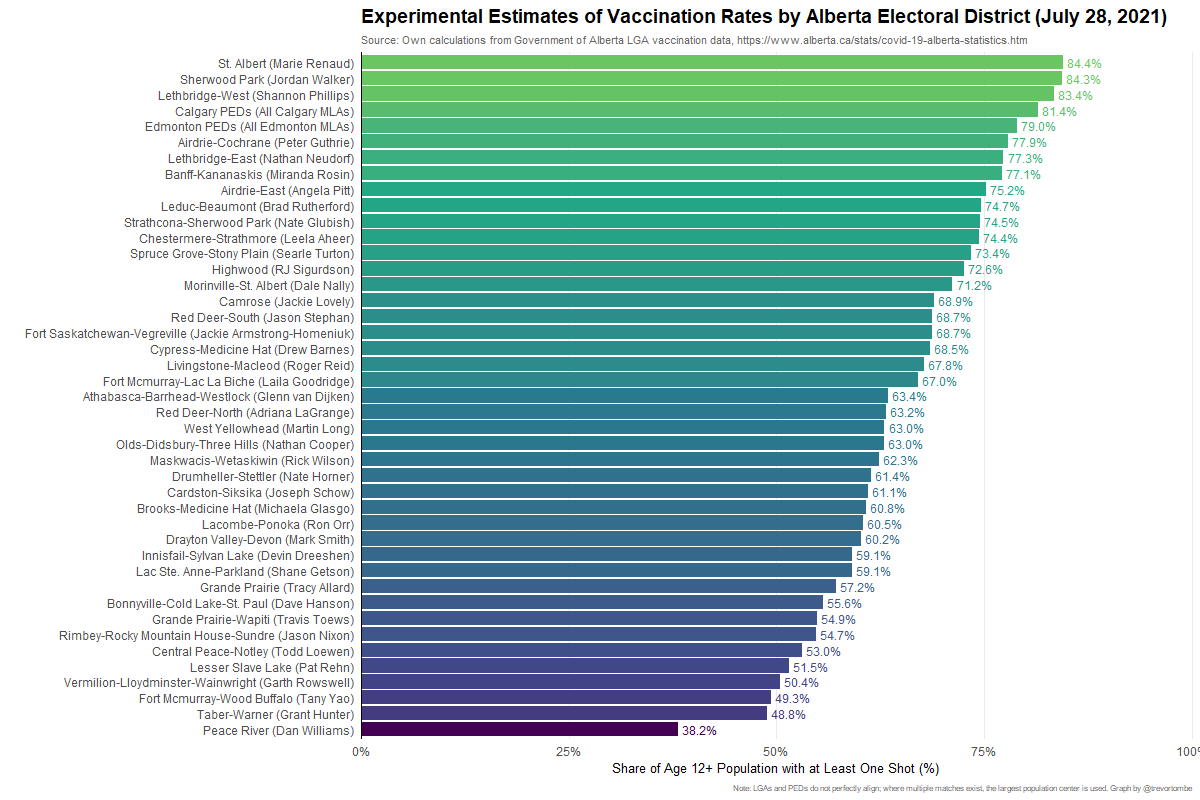 Experimental Estimates of Vaccination Rates by Alberta Electoral District (July 28, 2021)
Source: Own calculations from Government of Alberta LGA vaccination data, https://www.alberta.ca/stats/covid-19-alberta-statistics.htm
St. Albert (Marie Renaud) 84.4%
Sherwood Park (Jordan Walker) 84.3%
Lethbridge-West (Shannon Phillips) 83.4%
Calgary PEDs (All Calgary MLAs) 81.4%
Edmonton PEDs (All Edmonton MLAs) 79.0%
Airdrie-Cochrane (Peter Guthrie) 77.9%
Lethbridge-East (Nathan Neudorf) 77.3%
Banff-Kananaskis (Miranda Rosin) 77.1%
Airdrie-East (Angela Pitt) 75.2%
Leduc-Beaumont (Brad Rutherford) 74.7%
Strathcona-Sherwood Park (Nate Glubish) 74.5%
Chestermere-Strathmore (Leela Aheer) 74.4%
Spruce Grove-Stony Plain (Searle Turton) 73.4%
Highwood (RJ Sigurdson) 72.6%
Morinville-St. Albert (Dale Nally) 71.2%
Camrose (Jackie Lovely) 68.9%
Red Deer-South (Jason Stephan) 68.7%
Fort Saskatchewan-Vegreville (Jackie Armstrong-Homeniuk) 68.7%
Cypress-Medicine Hat (Drew Barnes) 68.5%
Livingstone-Macleod (Roger Reid) 67.8%
Fort Mcmurray-Lac La Biche (Laila Goodridge) 67.0%
Athabasca-Barrhead-Westlock (Glenn van Dijken) 63.4%
Red Deer-North (Adriana LaGrange) 63.2%
West Yellowhead (Martin Long) 63.0%
Olds-Didsbury-Three Hills (Nathan Cooper) 63.0%
Maskwacis-Wetaskiwin (Rick Wilson) 62.3%
Drumheller-Stettler (Nate Horner) 61.4%
Cardston-Siksika (Joseph Schow) 61.1%
Brooks-Medicine Hat (Michaela Glasgo) 60.8%
Lacombe-Ponoka (Ron Orr) 60.5%
Drayton Valley-Devon (Mark Smith) 60.2%
Innisfail-Sylvan Lake (Devin Dreeshen) 59.1%
Lac Ste. Anne-Parkland (Shane Getson) 59.1%
Grande Prairie (Tracy Allard) 57.2%
Bonnyville-Cold Lake-St. Paul (Dave Hanson) 55.6%
Grande Prairie-Wapiti (Travis Toews) 54.9%
Rimbey-Rocky Mountain House-Sundre (Jason Nixon) 54.7%
Central Peace-Notley (Todd Loewen) 53.0%
Lesser Slave Lake (Pat Rehn) 51.5%
Vermilion-Lloydminster-Wainwright (Garth Rowswell) 50.4%
Fort Mcmurray-Wood Buffalo (Tany Yao) 49.3%
Taber-Warner (Grant Hunter) 48.8%
Peace River (Dan Williams) 38.2%
0% 25% 50% 75% 100%
Share of Age 12+ Population with at Least One Shot (%)
Note: LGAs and PEDs do not perfectly align; where multiple matches exist, the largest population center is used. Graph by @trevortombe